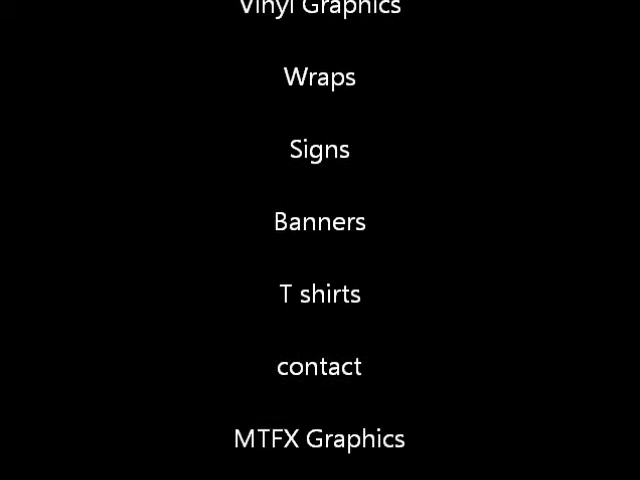 Vinyl Graphics
Wraps
Signs
Banners
T shirts
contact
MTFX Graphics